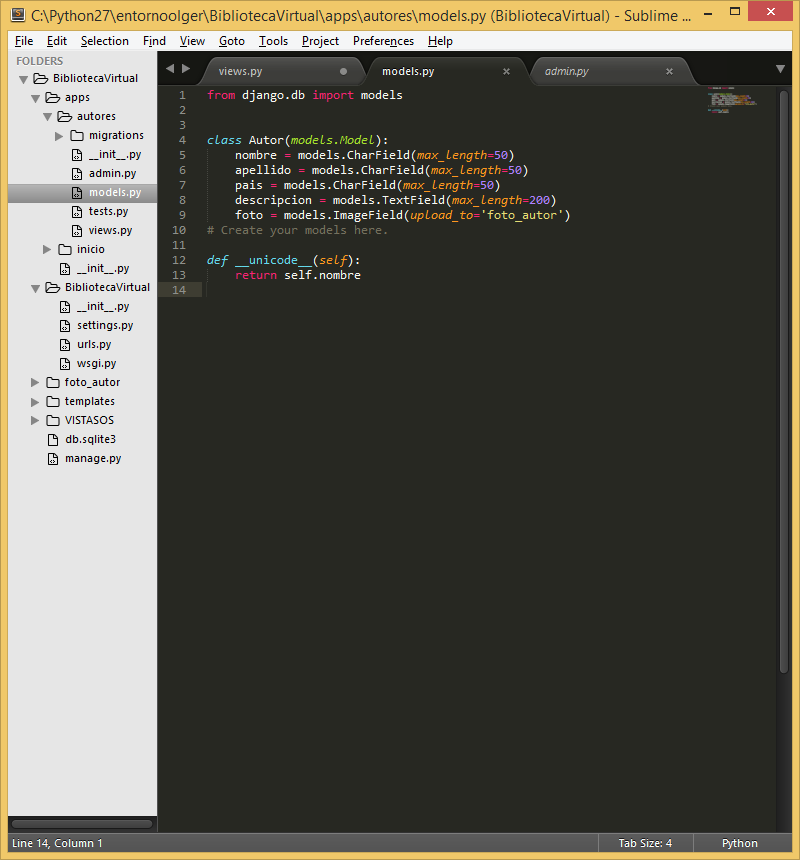 C:\Python27\entornoolger\BibliotecaVirtual\apps\autores\models.py (BibliotecaVirtual) - Sublime ...
File Edit Selection Find View Goto Tools Project Preferences Help
FOLDERS
BibliotecaVirtual
apps
autores
migrations
__init__.py
admin.py
models.py
tests.py
views.py
inicio
__init__.py
BibliotecaVirtual
__init__.py
settings.py
urls.py
wsgi.py
foto_autor
templates
VISTASOS
db.sqlite3
manage.py
views.py models.py admin.py
1 from django.db import models
2
3
4 class Autor(models.Model):
5 nombre = models.CharField(max_length=50)
6 apellido = models.CharField(max_length=50)
7 pais = models.CharField(max_length=50)
8 descripcion = models.TextField(max_length=200)
9 foto = models.ImageField(upload_to='foto_autor')
10 # Create your models here.
11
12 def __unicode__(self):
13 return self.nombre
14
Line 14, Column 1 Tab Size: 4 Python